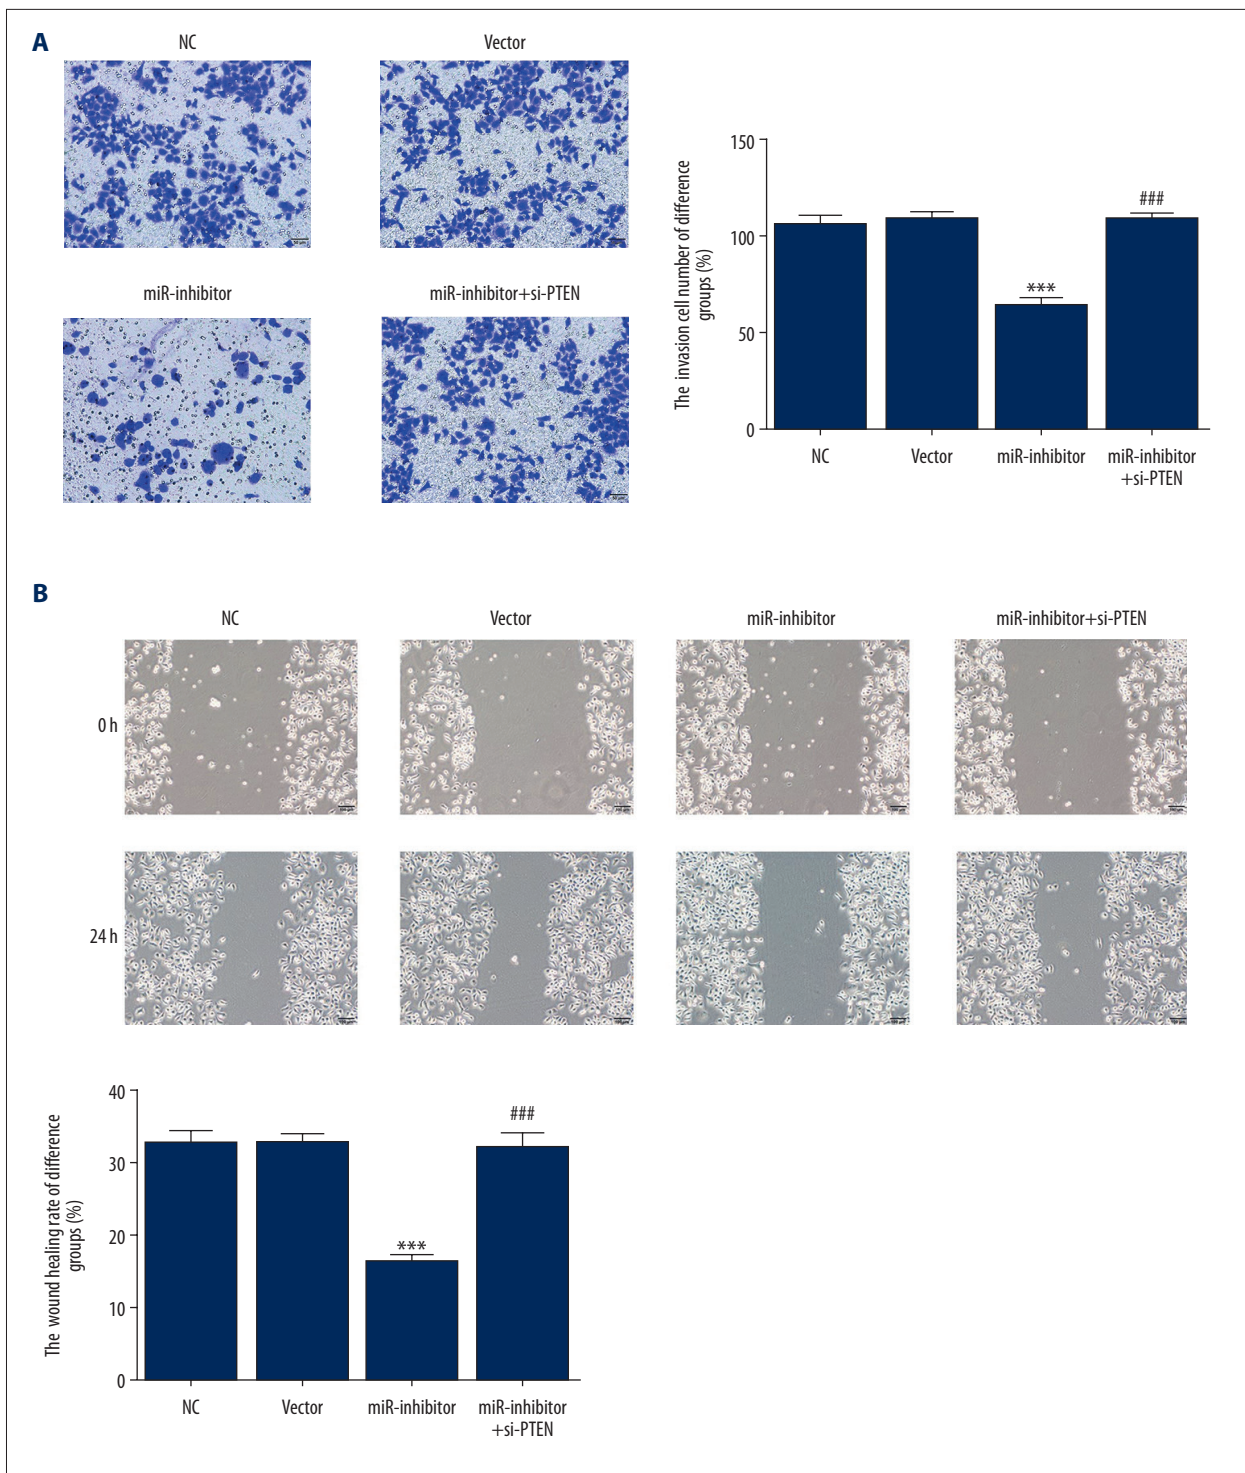 A
NC
Vector
miR-inhibitor
miR-inhibitor+si-PTEN
The invasion cell number of difference
groups (%)
150
100
50
0
***
###
NC
Vector
miR-inhibitor
miR-inhibitor
+si-PTEN
B
NC
Vector
miR-inhibitor
miR-inhibitor+si-PTEN
0 h
24 h
The wound healing rate of difference
groups (%)
40
30
20
10
0
***
###
NC
Vector
miR-inhibitor
miR-inhibitor
+si-PTEN